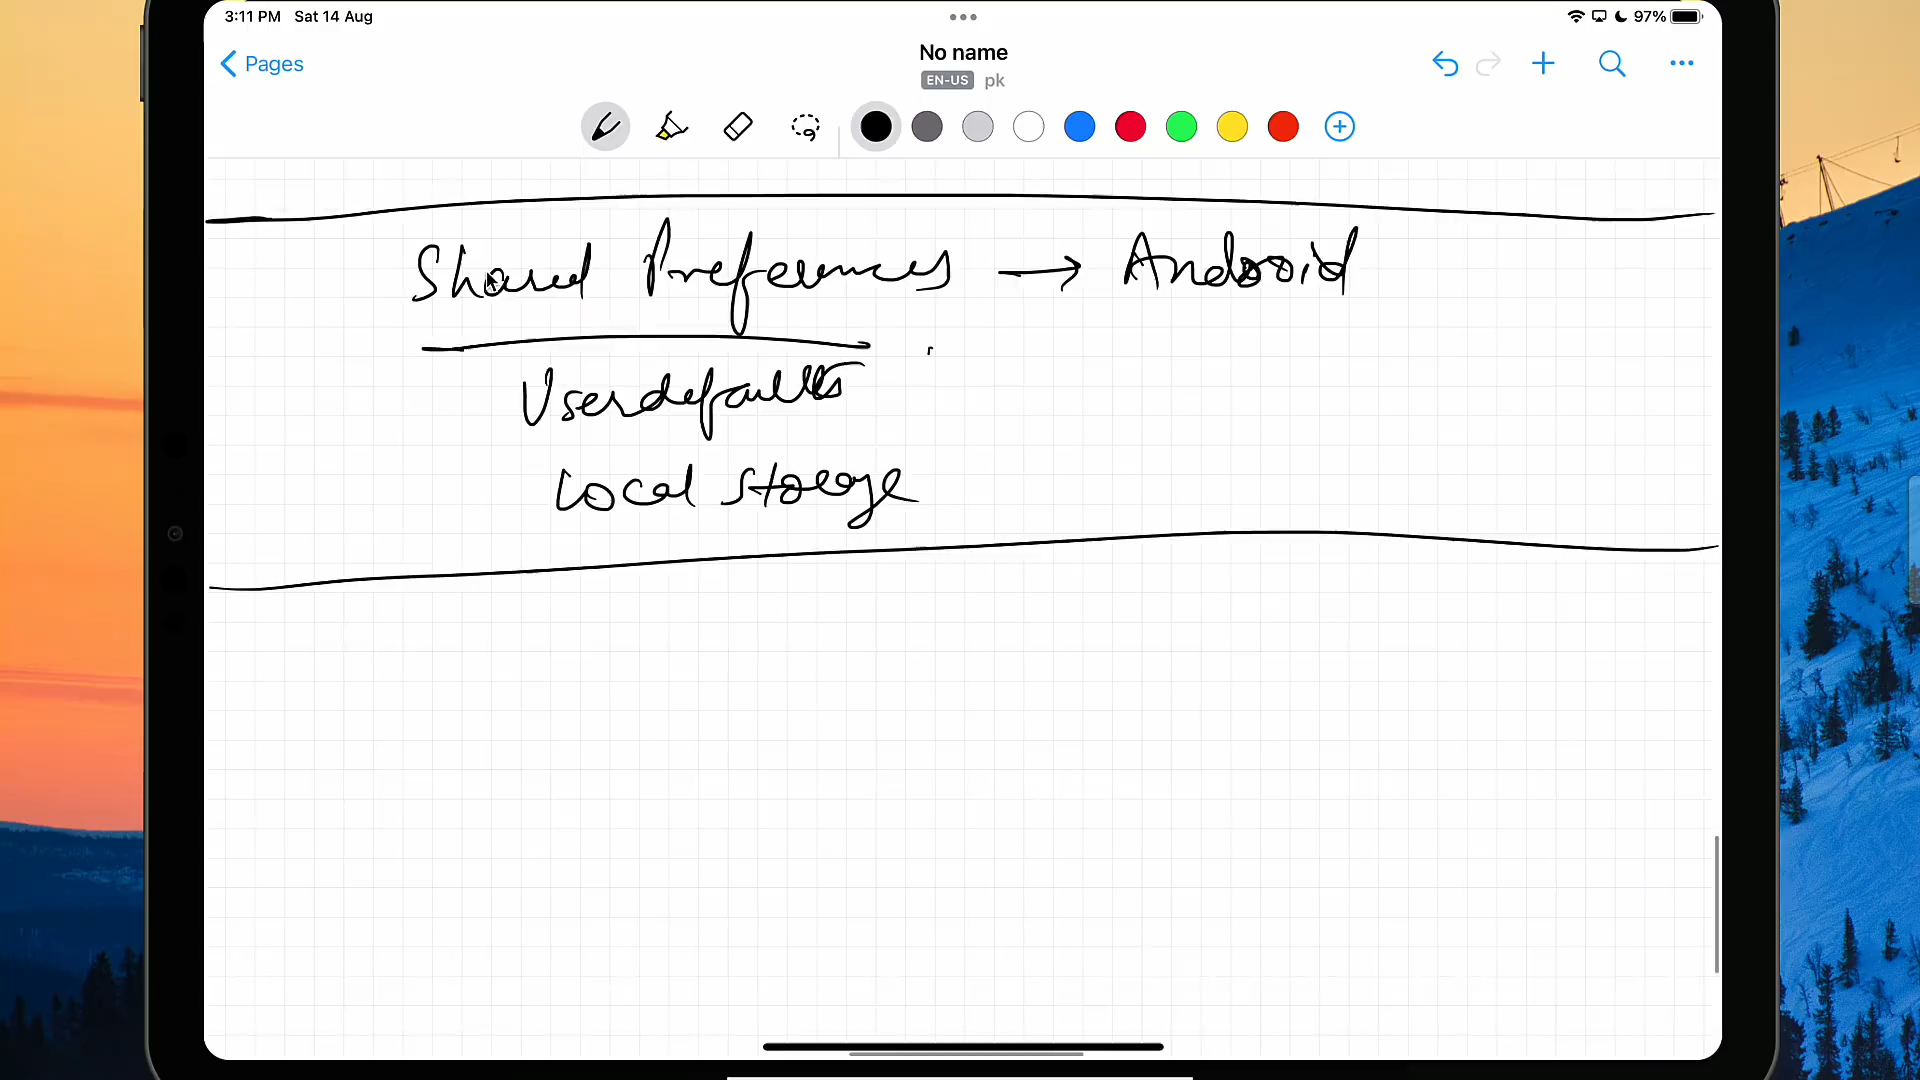 3:11 PM Sat 14 Aug
97%
Pages
No name
EN-US pk
Shared Preferences → Android
Userdefaults
Local Storage